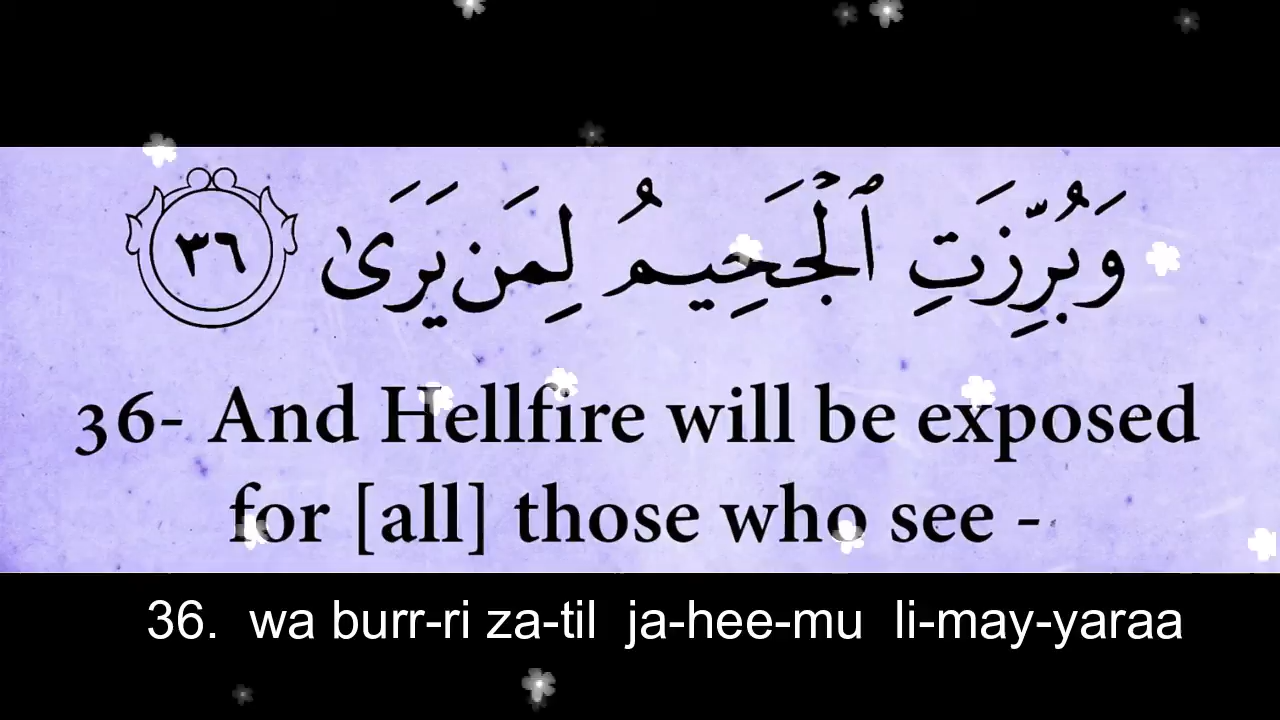 وَبُرِّزَتِ ٱلْجَحِيمُ لِمَن يَرَىٰ ٣٦
36- And Hellfire will be exposed
for [all] those who see -
36. wa burr-ri za-til ja-hee-mu li-may-yaraa